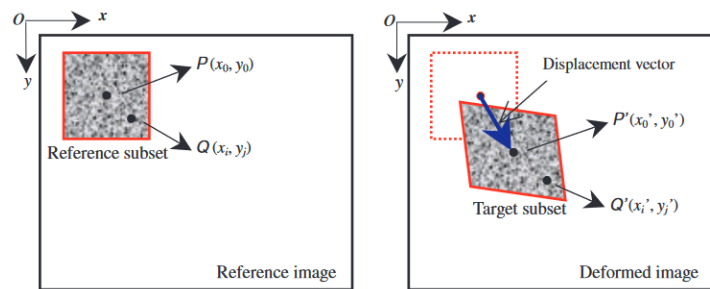 O x
y
P(x₀, y₀)
Q(xᵢ, yⱼ)
Reference subset
Reference image
O x
y
Displacement vector
P'(x₀', y₀')
Q'(xᵢ', yⱼ')
Target subset
Deformed image